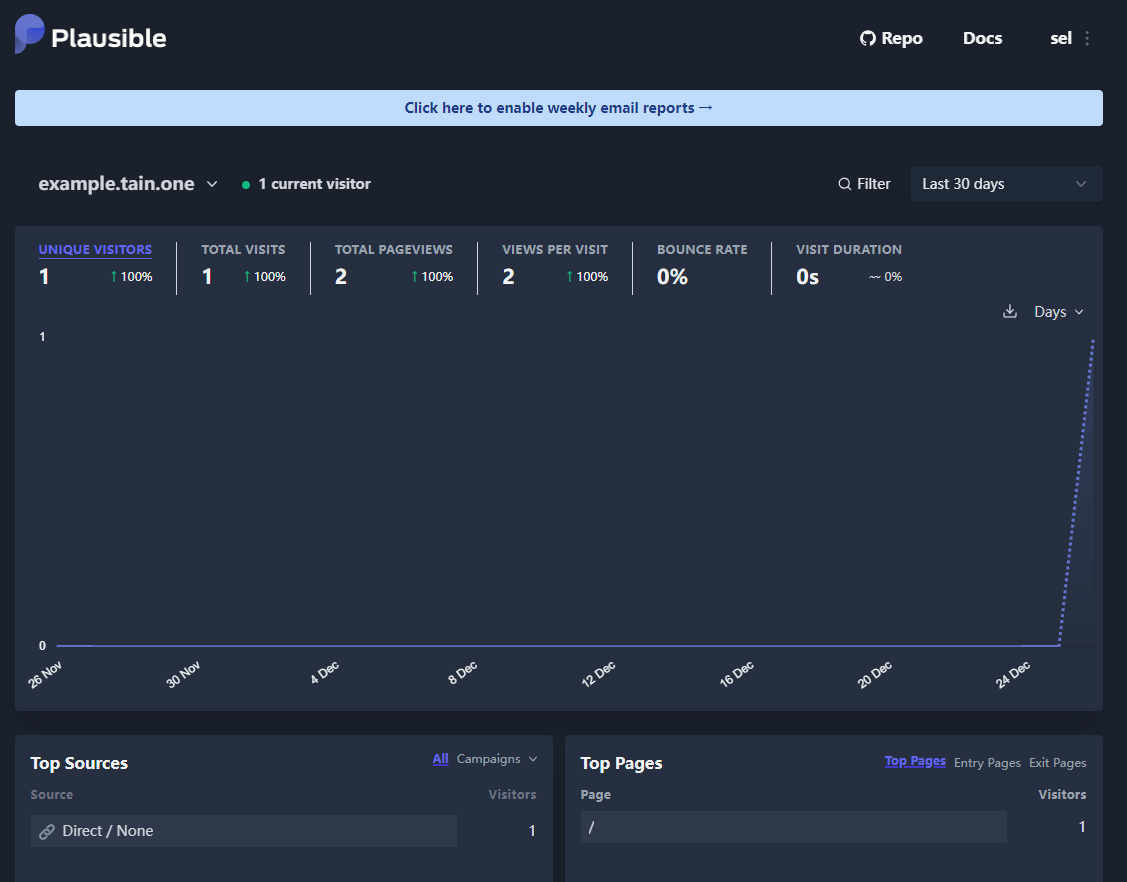 Plausible
Repo Docs sel
Click here to enable weekly email reports →
example.tain.one 1 current visitor Filter Last 30 days
UNIQUE VISITORS TOTAL VISITS TOTAL PAGEVIEWS VIEWS PER VISIT BOUNCE RATE VISIT DURATION
1 ↑ 100% 1 ↑ 100% 2 ↑ 100% 2 ↑ 100% 0% 0s ~~ 0%
Days
1
0
26 Nov 30 Nov 4 Dec 8 Dec 12 Dec 16 Dec 20 Dec 24 Dec
Top Sources All Campaigns
Source Visitors
Direct / None 1
Top Pages Top Pages Entry Pages Exit Pages
Page Visitors
/ 1